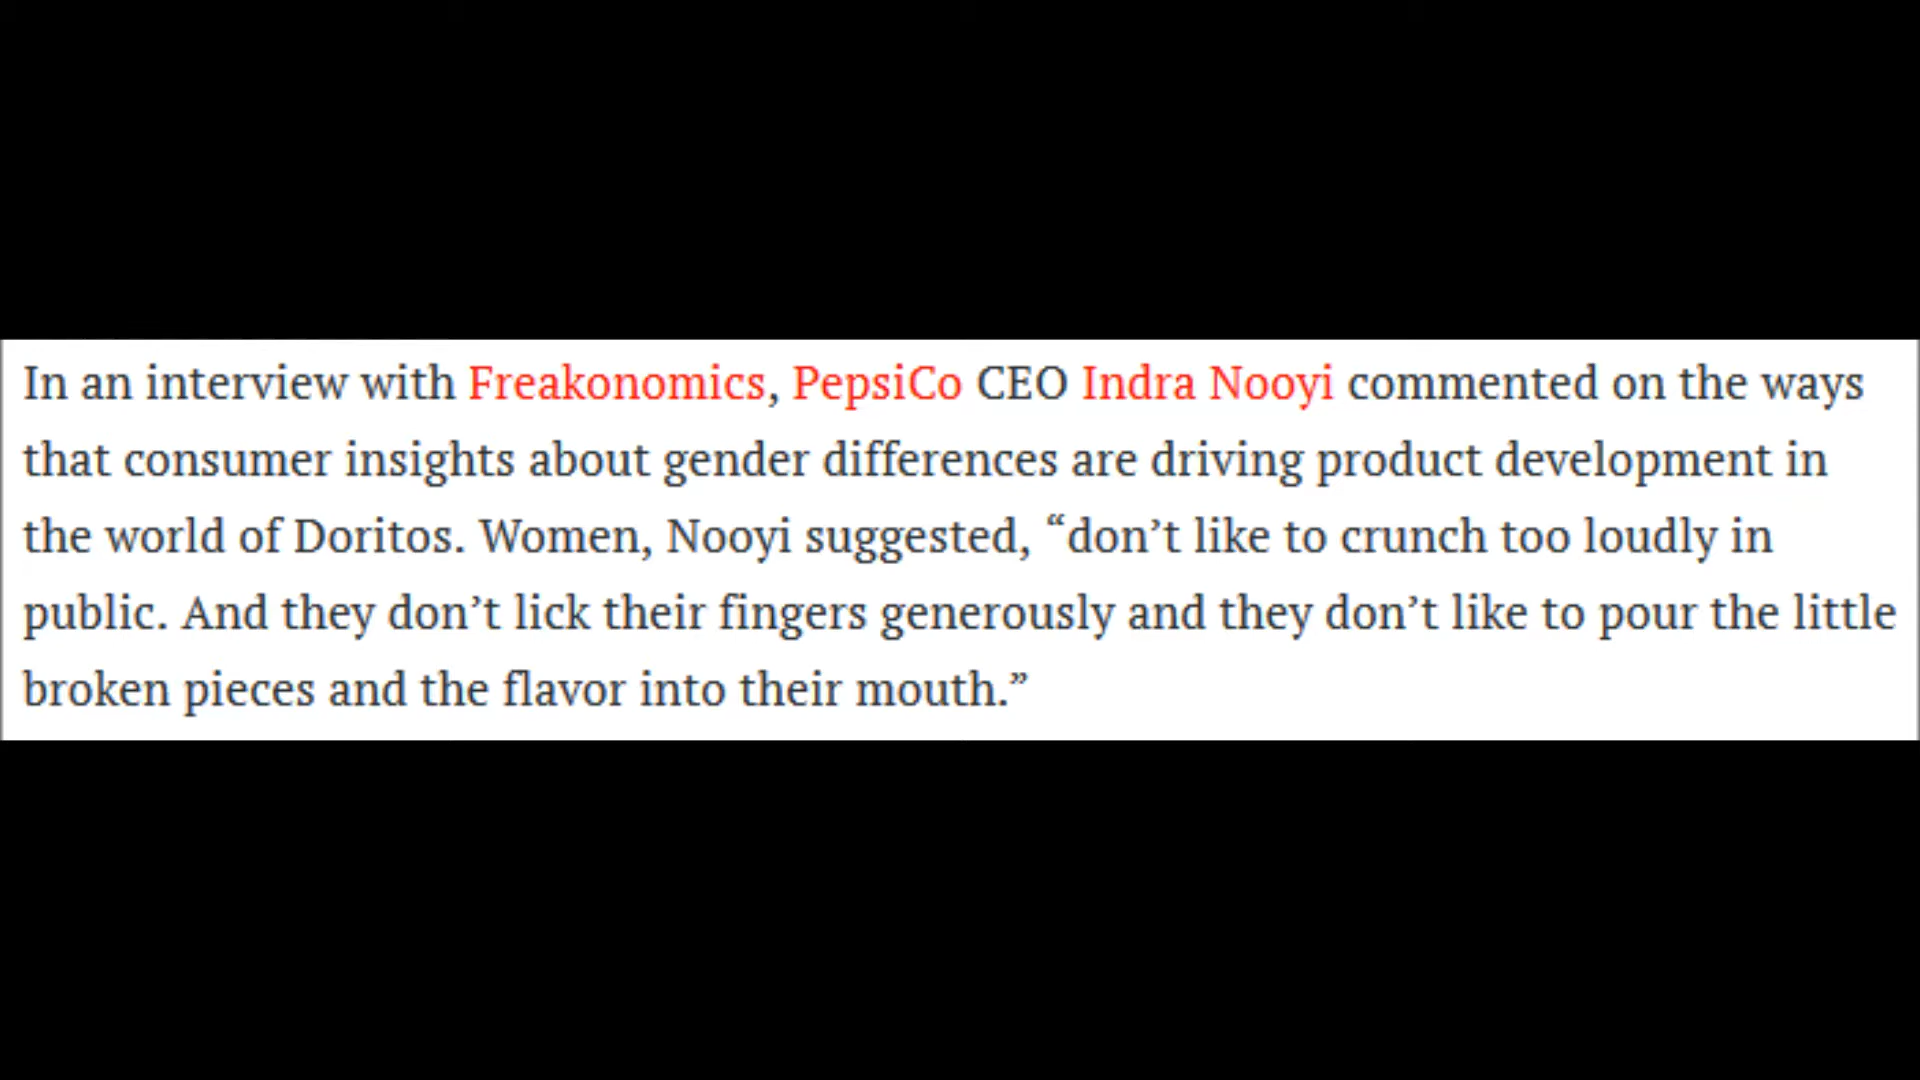 In an interview with Freakonomics, PepsiCo CEO Indra Nooyi commented on the ways
that consumer insights about gender differences are driving product development in
the world of Doritos. Women, Nooyi suggested, “don’t like to crunch too loudly in
public. And they don’t lick their fingers generously and they don’t like to pour the little
broken pieces and the flavor into their mouth.”